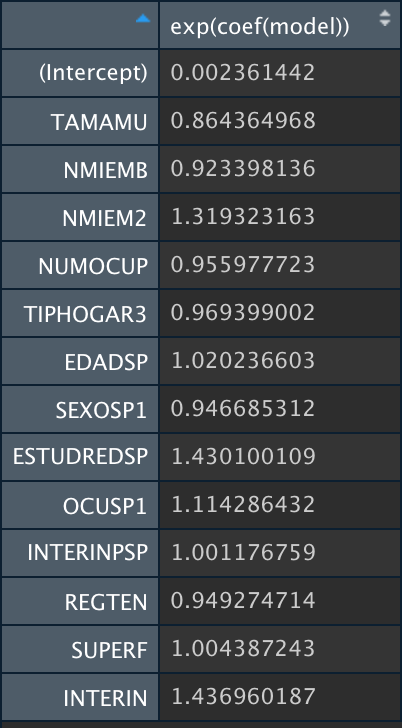 exp(coef(model))
(Intercept) 0.002361442
TAMAMU 0.864364968
NMIEMB 0.923398136
NMIEM2 1.319323163
NUMOCUP 0.955977723
TIPHOGAR3 0.969399002
EDADSP 1.020236603
SEXOSP1 0.946685312
ESTUDREDSP 1.430100109
OCUSP1 1.114286432
INTERINPSP 1.001176759
REGTEN 0.949274714
SUPERF 1.004387243
INTERIN 1.436960187